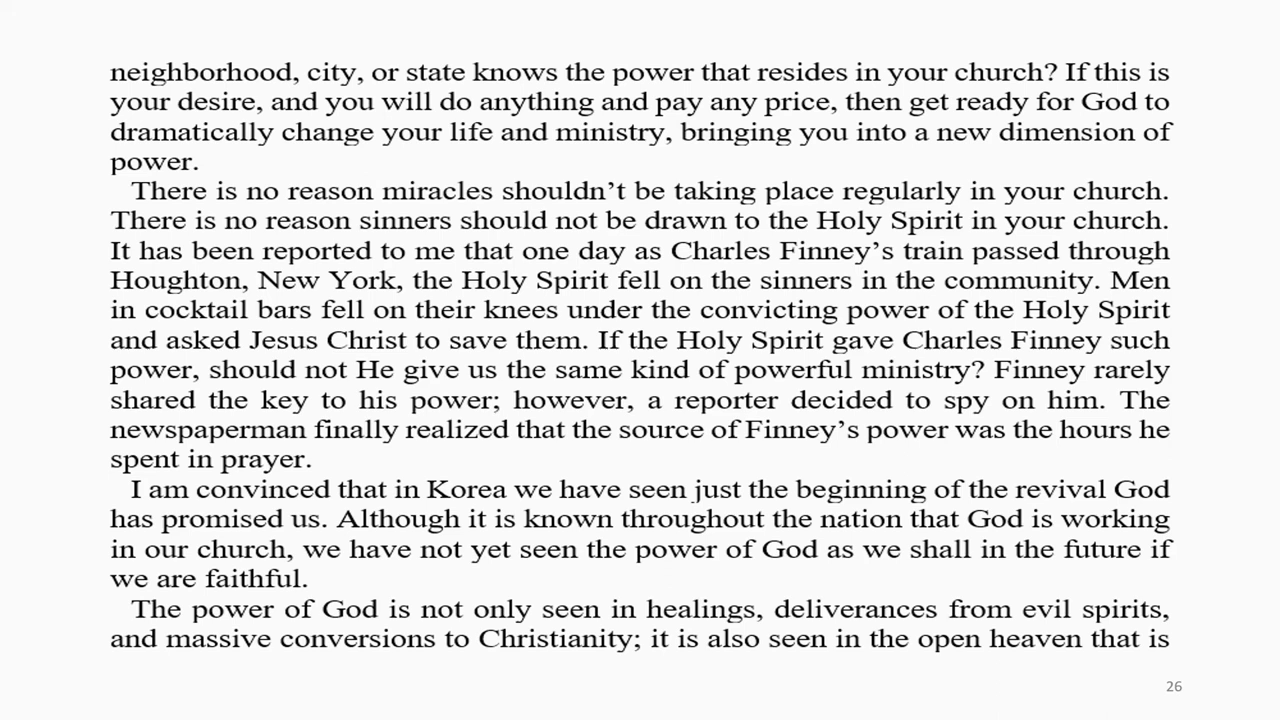 neighborhood, city, or state knows the power that resides in your church? If this is
your desire, and you will do anything and pay any price, then get ready for God to
dramatically change your life and ministry, bringing you into a new dimension of
power.
There is no reason miracles shouldn’t be taking place regularly in your church.
There is no reason sinners should not be drawn to the Holy Spirit in your church.
It has been reported to me that one day as Charles Finney’s train passed through
Houghton, New York, the Holy Spirit fell on the sinners in the community. Men
in cocktail bars fell on their knees under the convicting power of the Holy Spirit
and asked Jesus Christ to save them. If the Holy Spirit gave Charles Finney such
power, should not He give us the same kind of powerful ministry? Finney rarely
shared the key to his power; however, a reporter decided to spy on him. The
newspaperman finally realized that the source of Finney’s power was the hours he
spent in prayer.
I am convinced that in Korea we have seen just the beginning of the revival God
has promised us. Although it is known throughout the nation that God is working
in our church, we have not yet seen the power of God as we shall in the future if
we are faithful.
The power of God is not only seen in healings, deliverances from evil spirits,
and massive conversions to Christianity; it is also seen in the open heaven that is
26